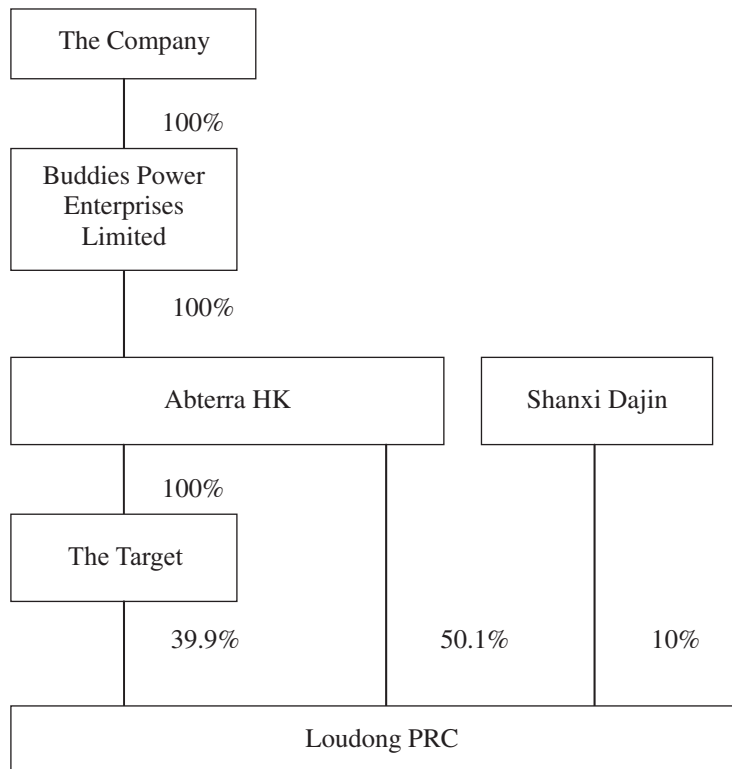 The Company
100%
Buddies Power
Enterprises
Limited
100%
Abterra HK
Shanxi Dajin
100%
The Target
39.9%
50.1%
10%
Loudong PRC